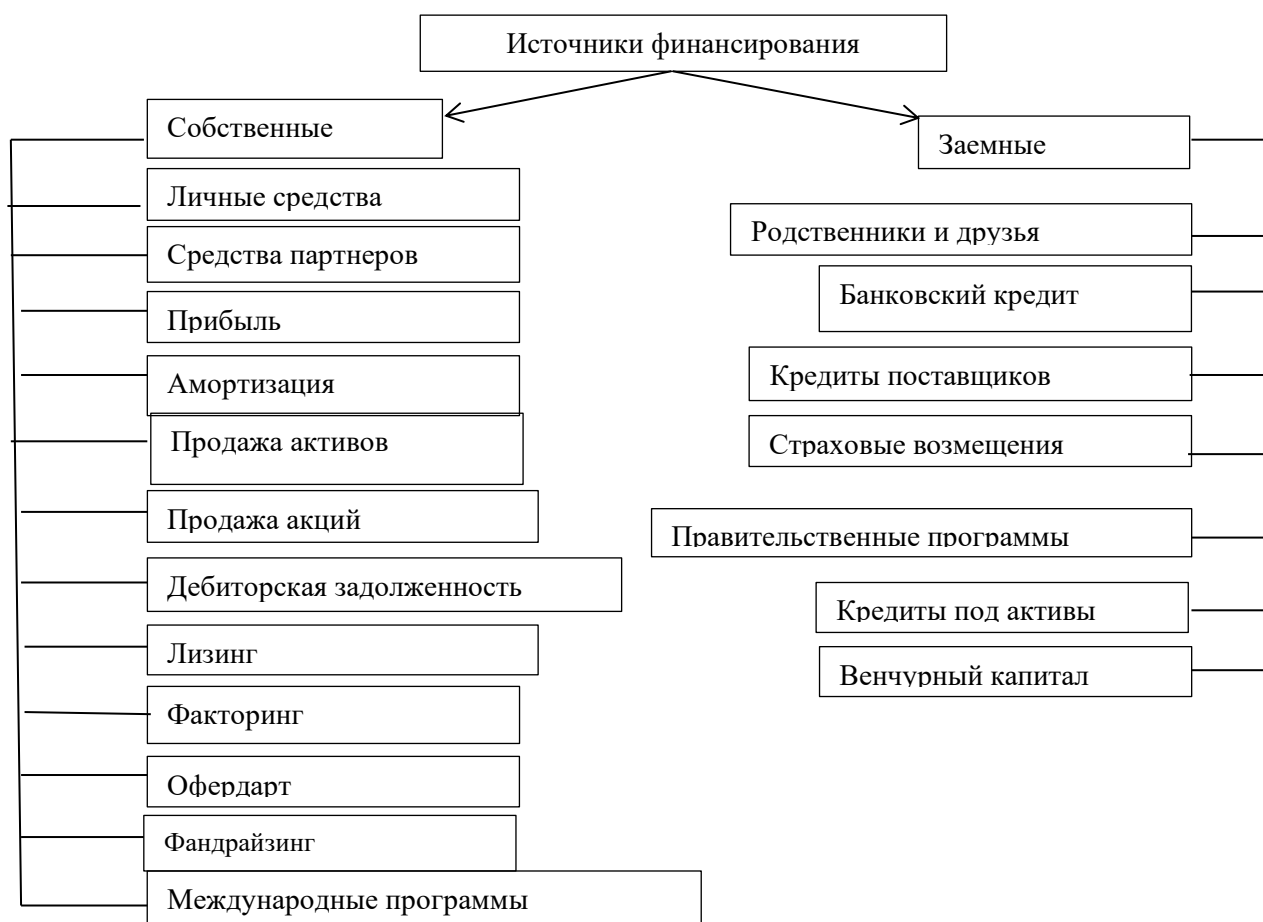 Источники финансирования
Собственные
Личные средства
Средства партнеров
Прибыль
Амортизация
Продажа активов
Продажа акций
Дебиторская задолженность
Лизинг
Факторинг
Офердарт
Фандрайзинг
Международные программы
Заемные
Родственники и друзья
Банковский кредит
Кредиты поставщиков
Страховые возмещения
Правительственные программы
Кредиты под активы
Венчурный капитал